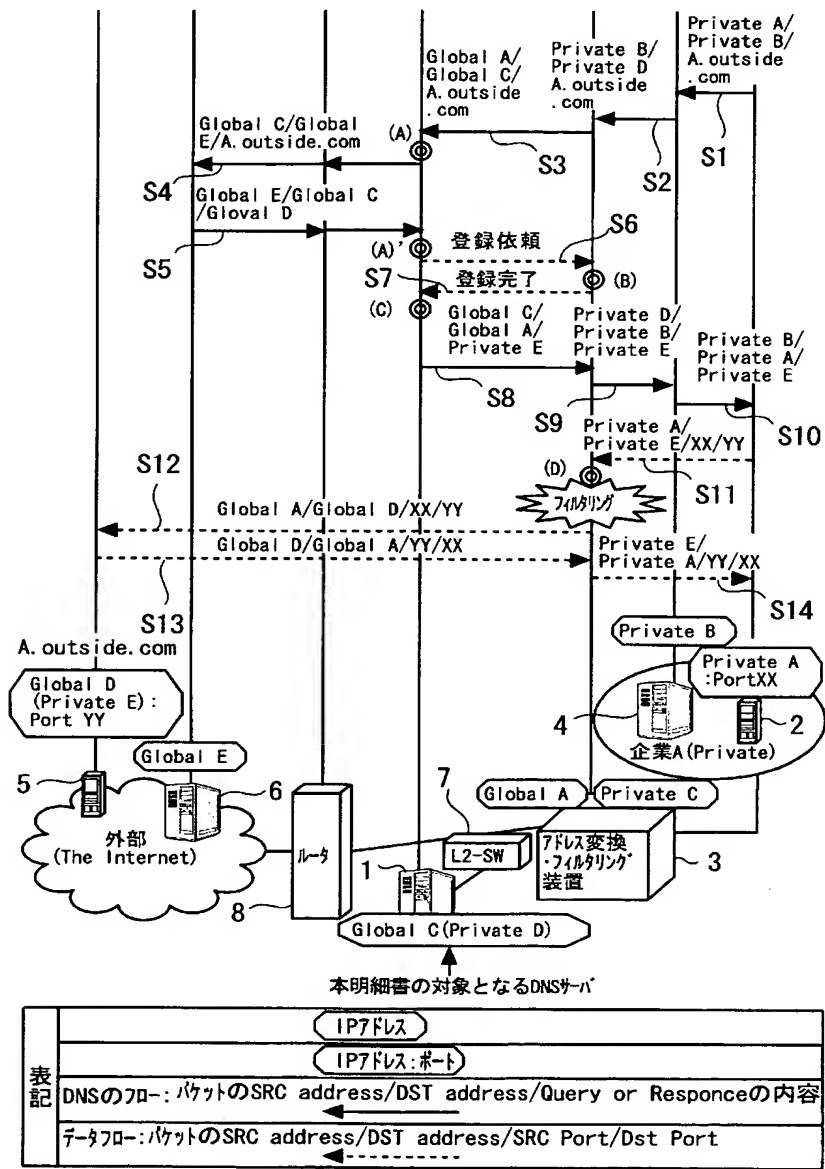 Private A/
Private B/
A.outside
.com
Private B/
Private D
A.outside
.com
Global A/
Global C/
A.outside
.com
Global C/Global
E/A.outside.com
(A)
S1
S2
S3
S4
Global E/Global C
/Gloval D
S5
(A)'
登録依頼
S6
S7
登録完了
(B)
(C)
Global C/
Global A/
Private E
Private D/
Private B/
Private E
Private B/
Private A/
Private E
S8
S9
S10
Private A/
Private E/XX/YY
S11
S12
(D)
フィルタリング
Global A/Global D/XX/YY
Global D/Global A/YY/XX
Private E/
Private A/YY/XX
S13
S14
A.outside.com
Private B
Global D
(Private E):
Port YY
Private A
:PortXX
4
2
企業A(Private)
Global E
5
6
Global A
Private C
7
外部
(The Internet)
ルータ
1
L2-SW
アドレス変換
・フィルタリング
装置
3
8
Global C(Private D)
本明細書の対象となるDNSサーバ
表記
IPアドレス
IPアドレス:ポート
DNSのフロー:パケットのSRC address/DST address/Query or Responceの内容
データフロー:パケットのSRC address/DST address/SRC Port/Dst Port